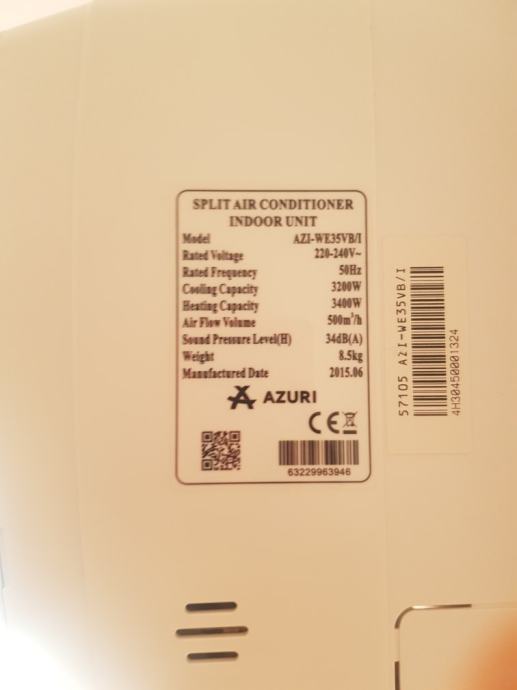 SPLIT AIR CONDITIONER
INDOOR UNIT
Model AZI-WE35VB/I
Rated Voltage 220-240V~
Rated Frequency 50Hz
Cooling Capacity 3200W
Heating Capacity 3400W
Air Flow Volume 500m³/h
Sound Pressure Level(H) 34dB(A)
Weight 8.5kg
Manufactured Date 2015.06
AZURI
CE
63229963946
57105 AZI-WE35VB/I
4H30450001324